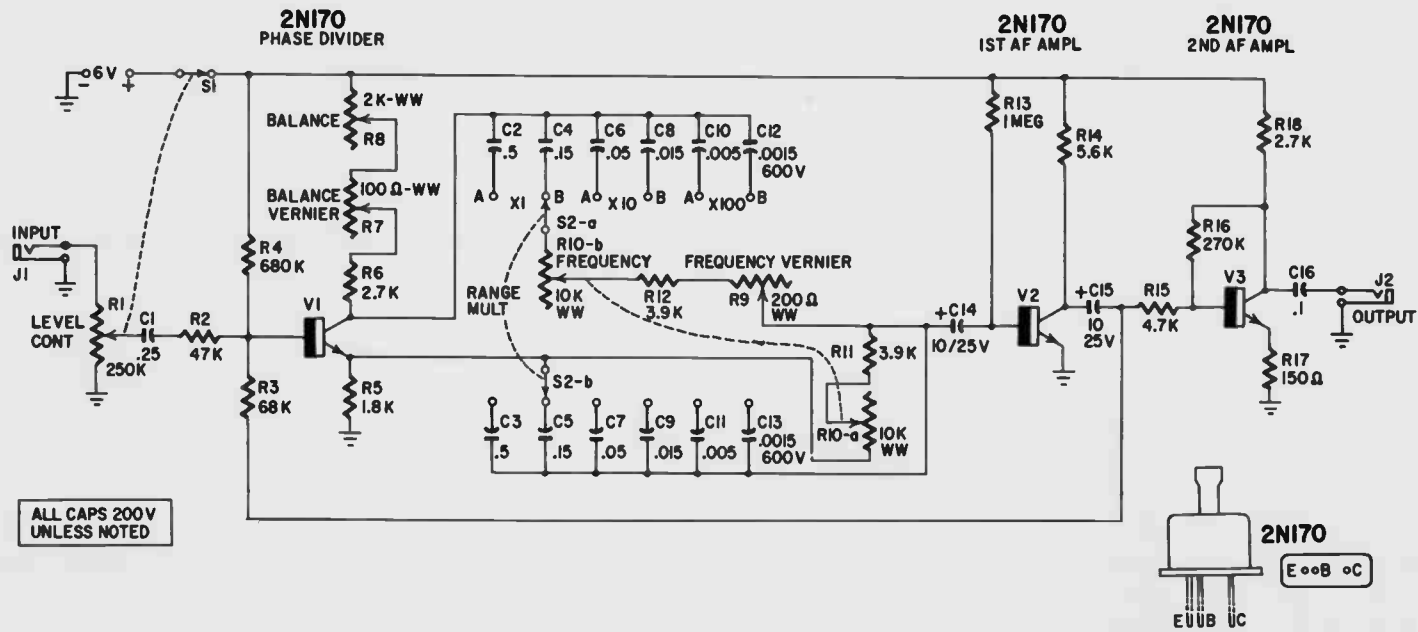 2N170
PHASE DIVIDER
2N170
1ST AF AMPL
2N170
2ND AF AMPL
- 6V +
S1
2K-WW
BALANCE
R8
100Ω-WW
BALANCE
VERNIER
R7
R6
2.7K
R4
680K
INPUT
J1
R1
LEVEL
CONT
250K
C1
.25
R2
47K
R3
68K
V1
R5
1.8K
C2
.5
C4
.15
C6
.05
C8
.015
C10
.005
C12
.0015
600V
A X1 B A X10 B A X100 B
S2-a
R10-b
FREQUENCY
10K
WW
RANGE
MULT
R12
3.9K
FREQUENCY VERNIER
R9
200Ω
WW
S2-b
C3
.5
C5
.15
C7
.05
C9
.015
C11
.005
C13
.0015
600V
R11
3.9K
R10-a
10K
WW
+C14
10/25V
R13
1MEG
R14
5.6K
V2
+C15
10
25V
R15
4.7K
R16
270K
R18
2.7K
V3
C16
.1
J2
OUTPUT
R17
150Ω
ALL CAPS 200V
UNLESS NOTED
2N170
E B C
E B C